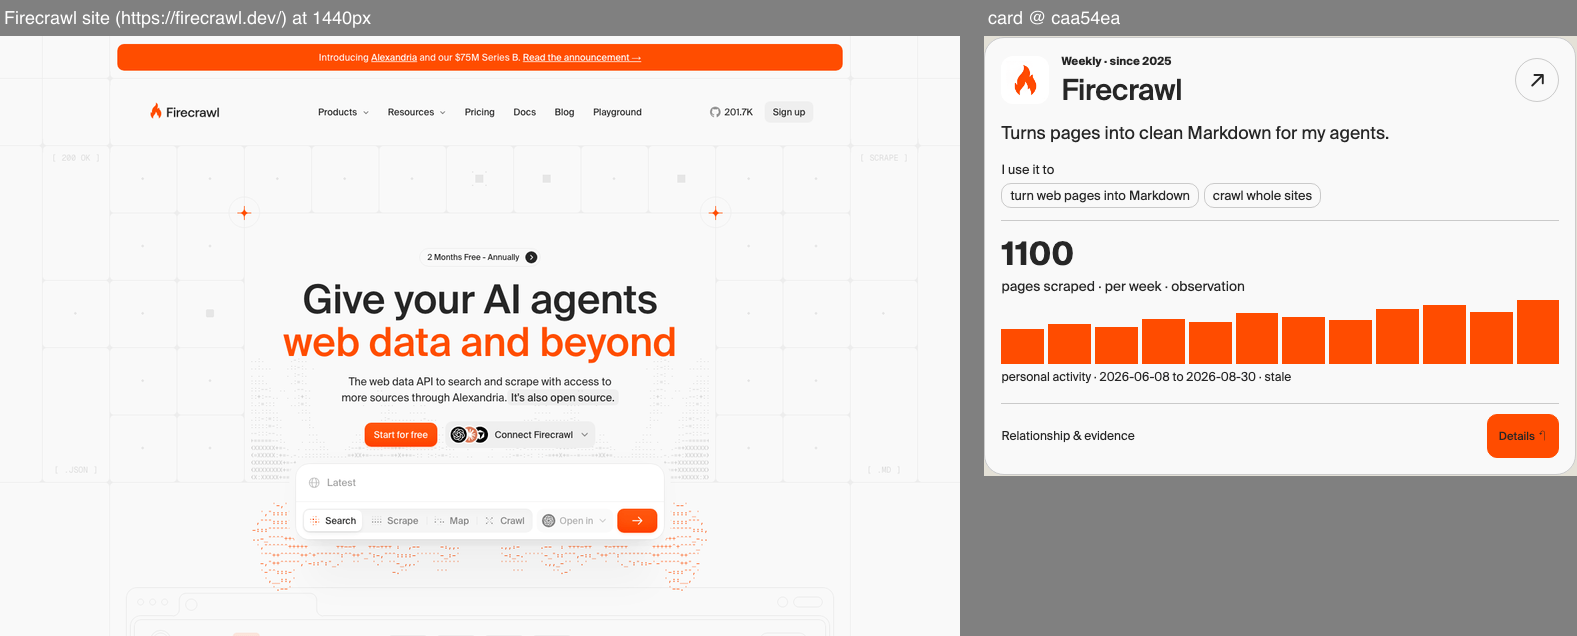 Firecrawl site (https://firecrawl.dev/) at 1440px
Introducing Alexandria and our $75M Series B. Read the announcement →
Firecrawl
Products
Resources
Pricing
Docs
Blog
Playground
201.7K
Sign up
[ 200 OK ]
[ SCRAPE ]
2 Months Free - Annually
Give your AI agents
web data and beyond
The web data API to search and scrape with access to
more sources through Alexandria. It's also open source.
Start for free
Connect Firecrawl
[ .JSON ]
[ .MD ]
Latest
Search
Scrape
Map
Crawl
Open in
card @ caa54ea
Weekly · since 2025
Firecrawl
Turns pages into clean Markdown for my agents.
I use it to
turn web pages into Markdown
crawl whole sites
1100
pages scraped · per week · observation
personal activity · 2026-06-08 to 2026-08-30 · stale
Relationship & evidence
Details